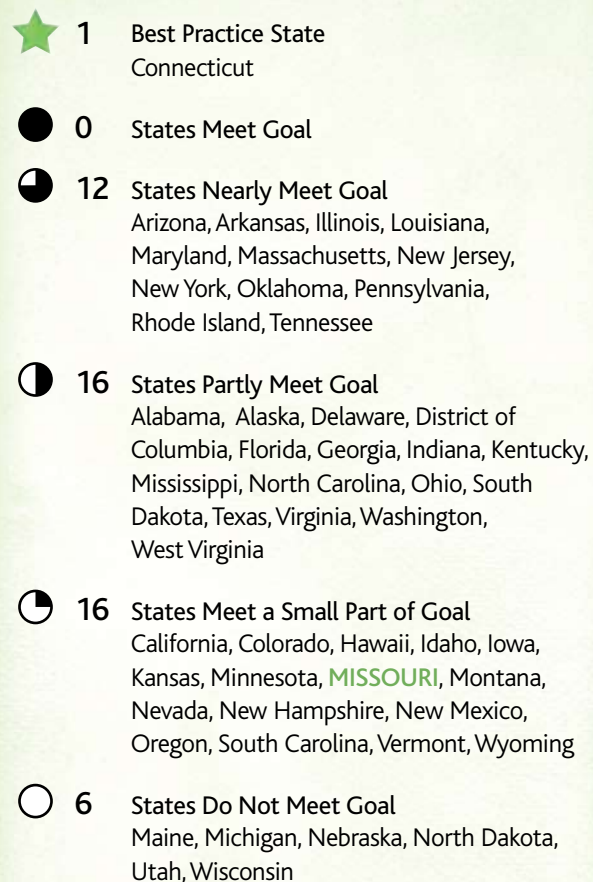 1 Best Practice State
Connecticut
0 States Meet Goal
12 States Nearly Meet Goal
Arizona, Arkansas, Illinois, Louisiana,
Maryland, Massachusetts, New Jersey,
New York, Oklahoma, Pennsylvania,
Rhode Island, Tennessee
16 States Partly Meet Goal
Alabama, Alaska, Delaware, District of
Columbia, Florida, Georgia, Indiana, Kentucky,
Mississippi, North Carolina, Ohio, South
Dakota, Texas, Virginia, Washington,
West Virginia
16 States Meet a Small Part of Goal
California, Colorado, Hawaii, Idaho, Iowa,
Kansas, Minnesota, MISSOURI, Montana,
Nevada, New Hampshire, New Mexico,
Oregon, South Carolina, Vermont, Wyoming
6 States Do Not Meet Goal
Maine, Michigan, Nebraska, North Dakota,
Utah, Wisconsin